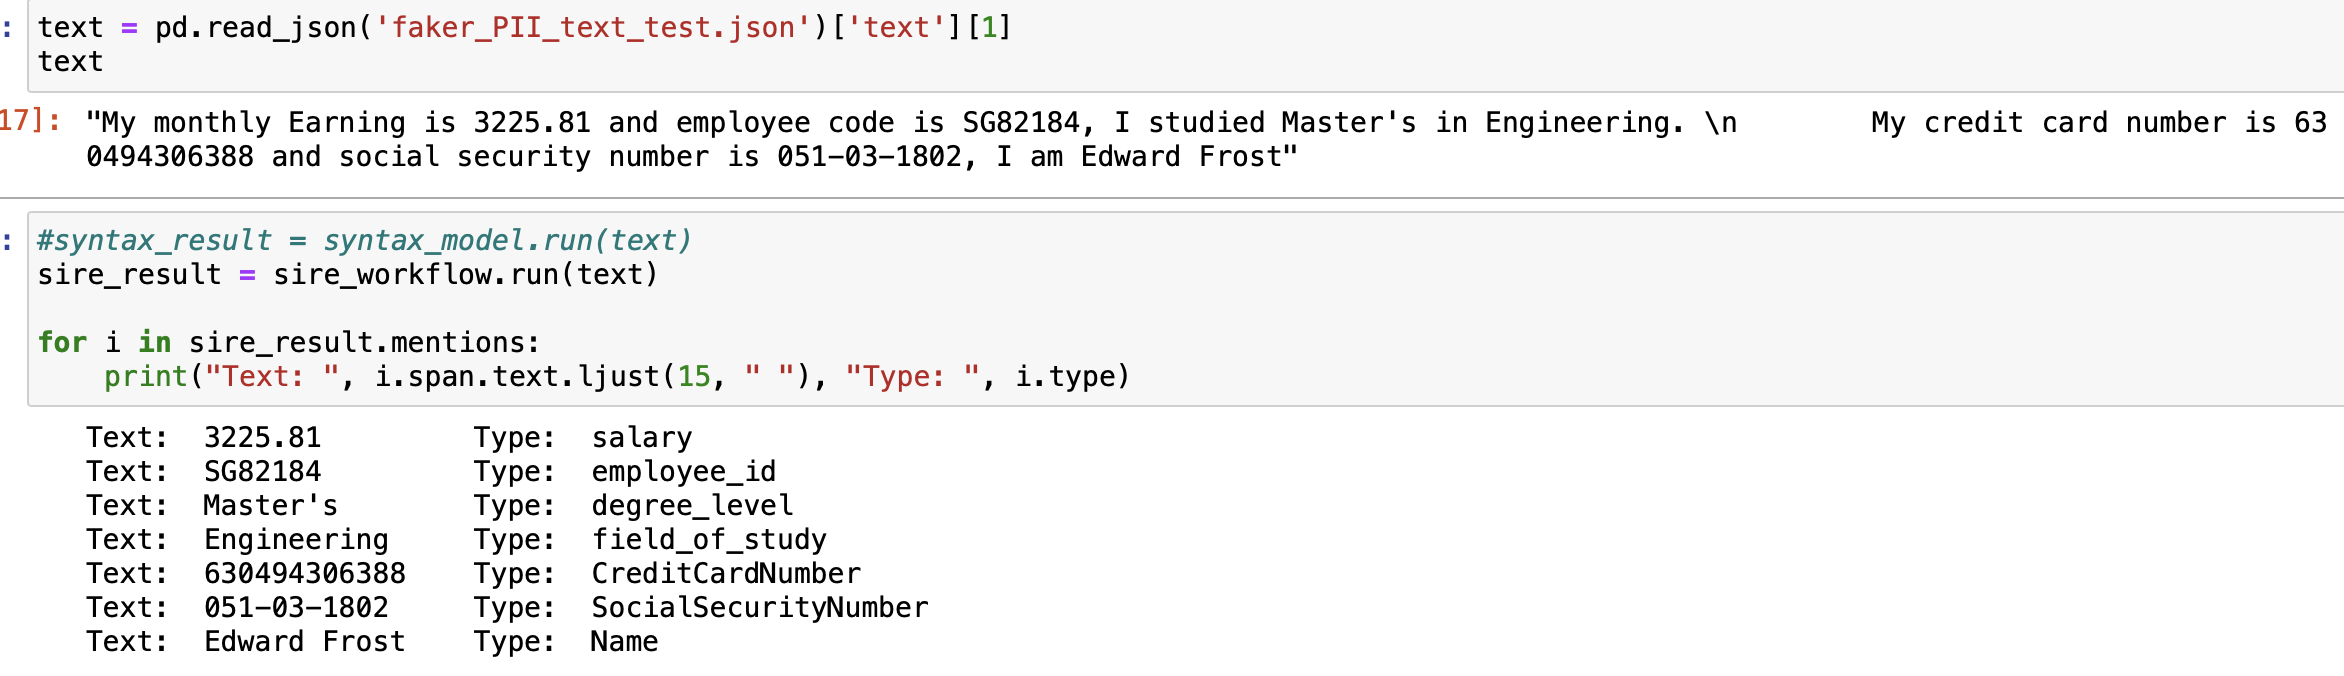 : text = pd.read_json('faker_PII_text_test.json')['text'][1]
text
17]: "My monthly Earning is 3225.81 and employee code is SG82184, I studied Master's in Engineering. \n        My credit card number is 63
0494306388 and social security number is 051-03-1802, I am Edward Frost"
: #syntax_result = syntax_model.run(text)
sire_result = sire_workflow.run(text)
for i in sire_result.mentions:
    print("Text: ", i.span.text.ljust(15, " "), "Type: ", i.type)
Text:  3225.81         Type:  salary
Text:  SG82184         Type:  employee_id
Text:  Master's        Type:  degree_level
Text:  Engineering     Type:  field_of_study
Text:  630494306388    Type:  CreditCardNumber
Text:  051-03-1802     Type:  SocialSecurityNumber
Text:  Edward Frost    Type:  Name